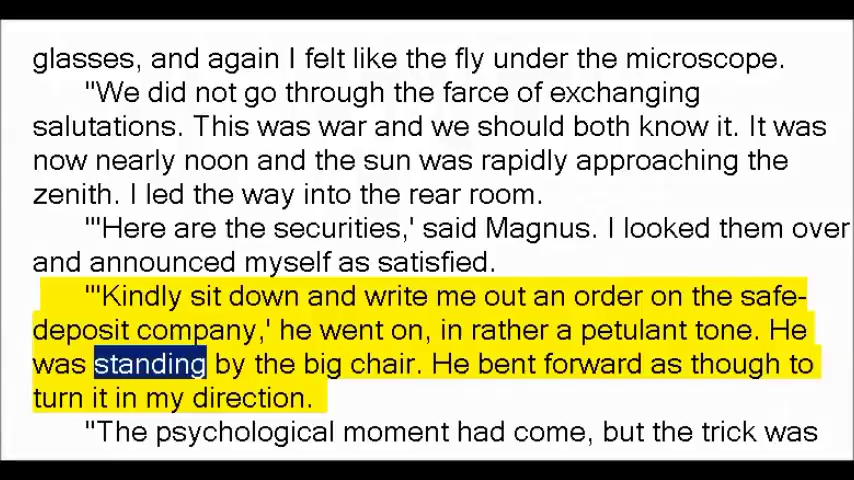 glasses, and again I felt like the fly under the microscope.
"We did not go through the farce of exchanging
salutations. This was war and we should both know it. It was
now nearly noon and the sun was rapidly approaching the
zenith. I led the way into the rear room.
"'Here are the securities,' said Magnus. I looked them over
and announced myself as satisfied.
"'Kindly sit down and write me out an order on the safe-
deposit company,' he went on, in rather a petulant tone. He
was standing by the big chair. He bent forward as though to
turn it in my direction.
"The psychological moment had come, but the trick was